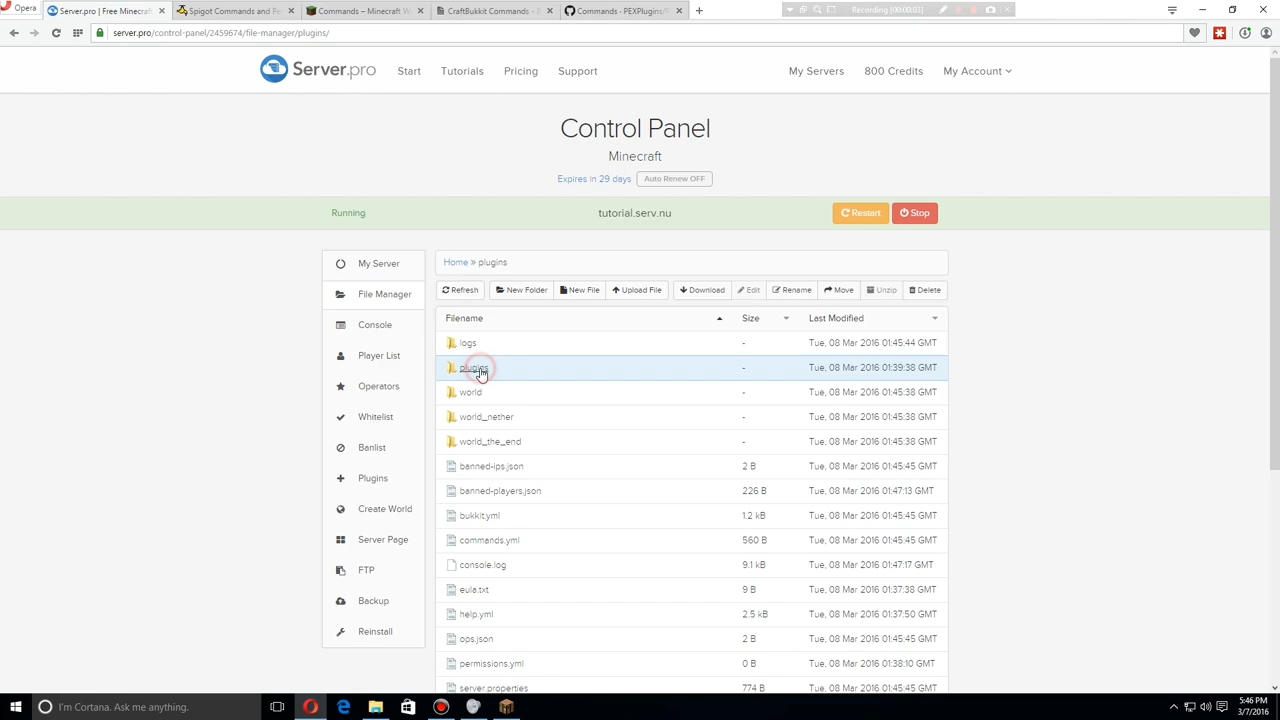 Opera
Server.pro | Free Minecraf
Spigot Commands and Pe
Commands – Minecraft W
CraftBukkit Commands
Commands · PEXPlugins/
Recording [00:00:03]
server.pro/control-panel/2459674/file-manager/plugins/
Server.pro Start Tutorials Pricing Support My Servers 800 Credits My Account
Control Panel
Minecraft
Expires in 29 days Auto Renew OFF
Running tutorial.serv.nu Restart Stop
My Server
File Manager
Console
Player List
Operators
Whitelist
Banlist
Plugins
Create World
Server Page
FTP
Backup
Reinstall
Home » plugins
Refresh New Folder New File Upload File Download Edit Rename Move Unzip Delete
Filename Size Last Modified
logs - Tue, 08 Mar 2016 01:45:44 GMT
plugins - Tue, 08 Mar 2016 01:39:38 GMT
world - Tue, 08 Mar 2016 01:45:38 GMT
world_nether - Tue, 08 Mar 2016 01:45:38 GMT
world_the_end - Tue, 08 Mar 2016 01:45:38 GMT
banned-ips.json 2 B Tue, 08 Mar 2016 01:45:45 GMT
banned-players.json 226 B Tue, 08 Mar 2016 01:47:13 GMT
bukkit.yml 1.2 kB Tue, 08 Mar 2016 01:45:45 GMT
commands.yml 560 B Tue, 08 Mar 2016 01:45:45 GMT
console.log 9.1 kB Tue, 08 Mar 2016 01:47:17 GMT
eula.txt 9 B Tue, 08 Mar 2016 01:37:38 GMT
help.yml 2.5 kB Tue, 08 Mar 2016 01:37:50 GMT
ops.json 2 B Tue, 08 Mar 2016 01:45:45 GMT
permissions.yml 0 B Tue, 08 Mar 2016 01:38:10 GMT
server.properties 774 B Tue, 08 Mar 2016 01:45:45 GMT
I'm Cortana. Ask me anything.
5:46 PM
3/7/2016